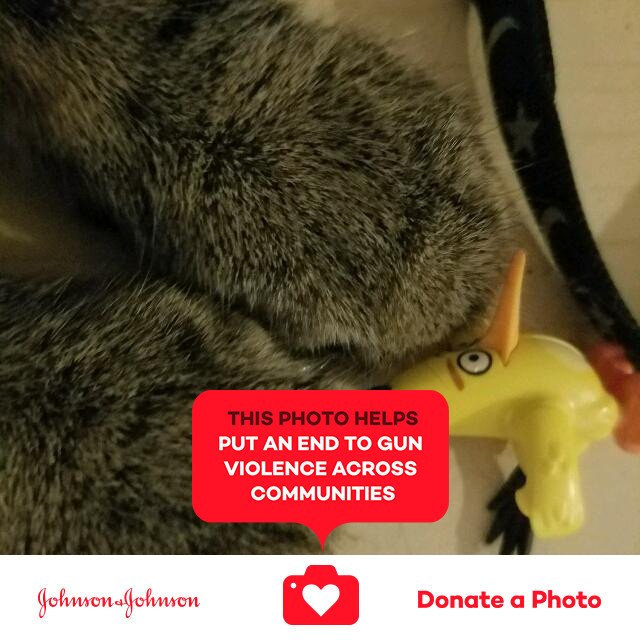 THIS PHOTO HELPS
PUT AN END TO GUN
VIOLENCE ACROSS
COMMUNITIES
Johnson & Johnson
Donate a Photo